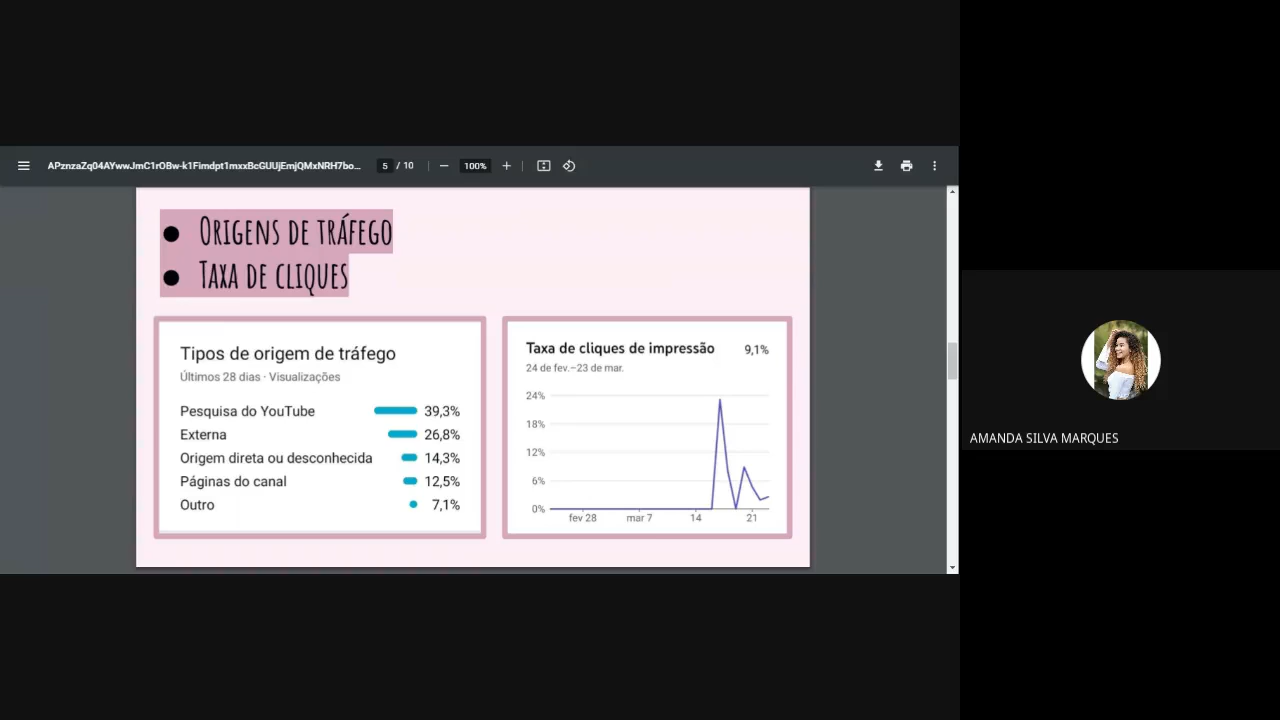 APznzaZq04AYwwJmC1rOBw-k1Fimdpt1mxxBcGUUjEmjQMxNRH7bo... 5 / 10 100%
● Origens de tráfego
● Taxa de cliques
Tipos de origem de tráfego
Últimos 28 dias · Visualizações
Pesquisa do YouTube 39,3%
Externa 26,8%
Origem direta ou desconhecida 14,3%
Páginas do canal 12,5%
Outro 7,1%
Taxa de cliques de impressão 9,1%
24 de fev.–23 de mar.
24%
18%
12%
6%
0%
fev 28 mar 7 14 21
AMANDA SILVA MARQUES